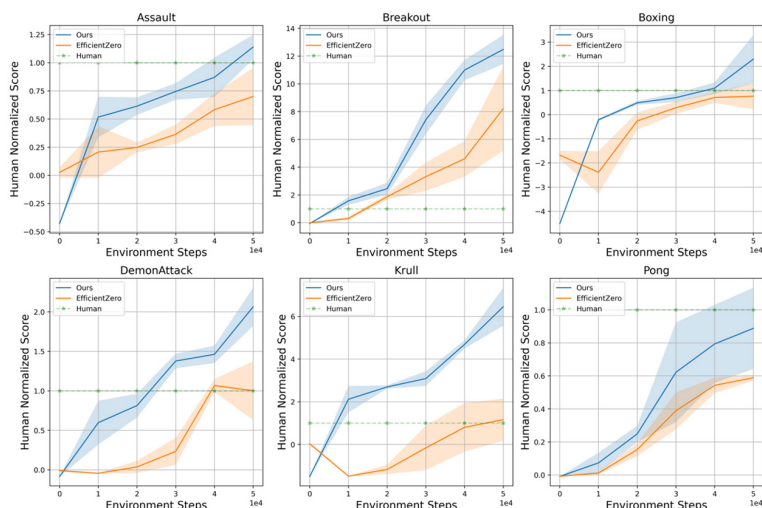 Assault
Human Normalized Score
1.25
1.00
0.75
0.50
0.25
0.00
−0.25
−0.50
Ours
EfficientZero
Human
0 1 2 3 4 5
1e4
Environment Steps
Breakout
Human Normalized Score
14
12
10
8
6
4
2
0
Ours
EfficientZero
Human
0 1 2 3 4 5
1e4
Environment Steps
Boxing
Human Normalized Score
3
2
1
0
−1
−2
−3
−4
Ours
EfficientZero
Human
0 1 2 3 4 5
1e4
Environment Steps
DemonAttack
Human Normalized Score
2.0
1.5
1.0
0.5
0.0
Ours
EfficientZero
Human
0 1 2 3 4 5
1e4
Environment Steps
Krull
Human Normalized Score
6
4
2
0
Ours
EfficientZero
Human
0 1 2 3 4 5
1e4
Environment Steps
Pong
Human Normalized Score
1.0
0.8
0.6
0.4
0.2
0.0
Ours
EfficientZero
Human
0 1 2 3 4 5
1e4
Environment Steps